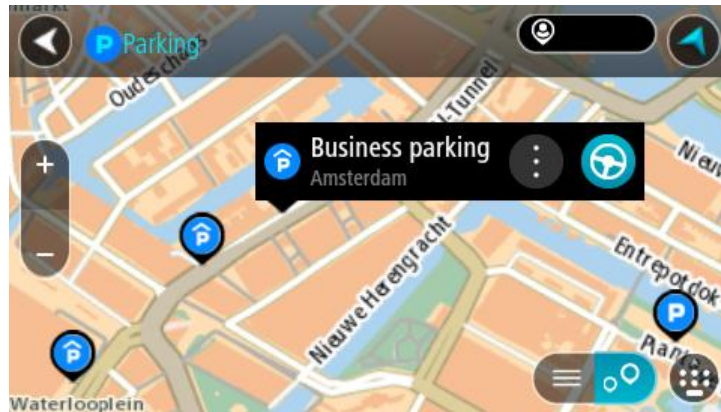 P Parking
Oudeschans
l-Tunnel
Business parking
Amsterdam
P
P
P
P
Nieuwe Herengracht
Entrepotdok
Waterlooplein